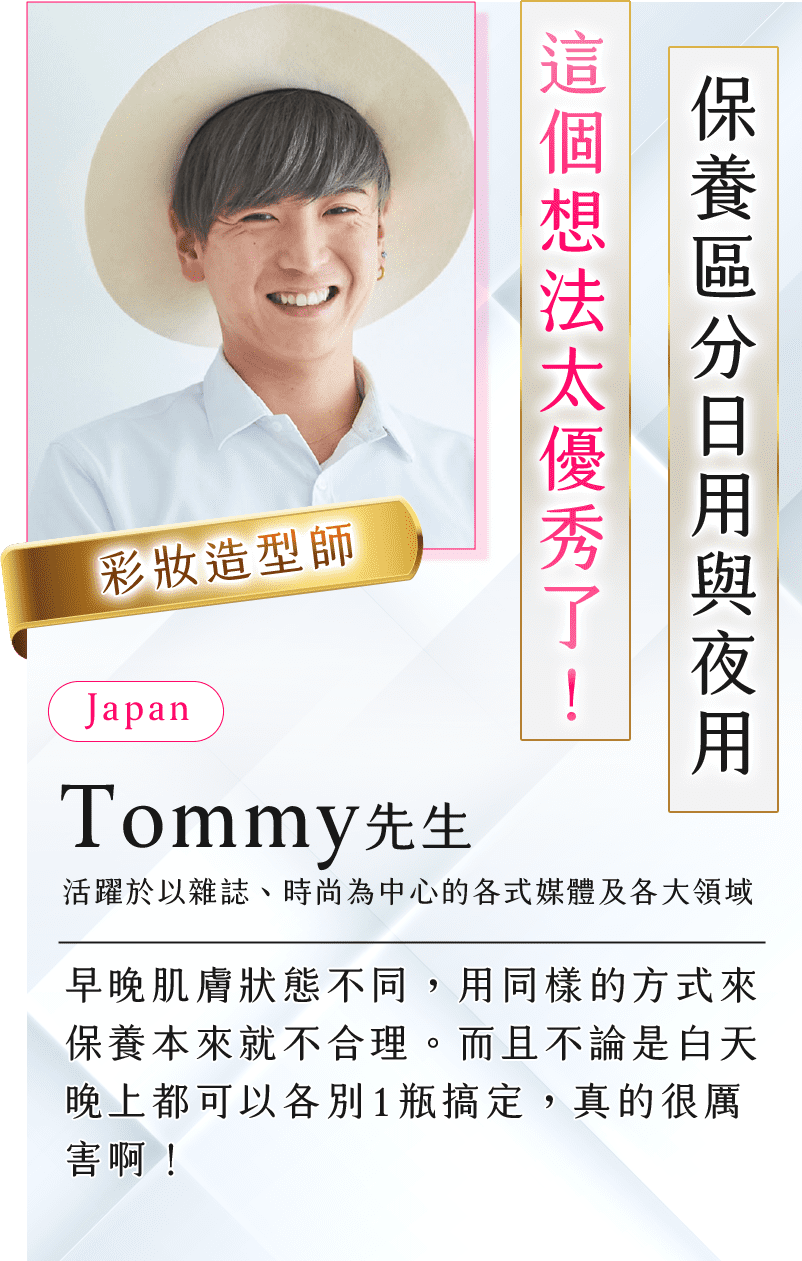 保養區分日用與夜用
這個想法太優秀了！
彩妝造型師
Japan
Tommy先生
活躍於以雜誌、時尚為中心的各式媒體及各大領域
早晚肌膚狀態不同，用同樣的方式來
保養本來就不合理。而且不論是白天
晚上都可以各別1瓶搞定，真的很厲
害啊！